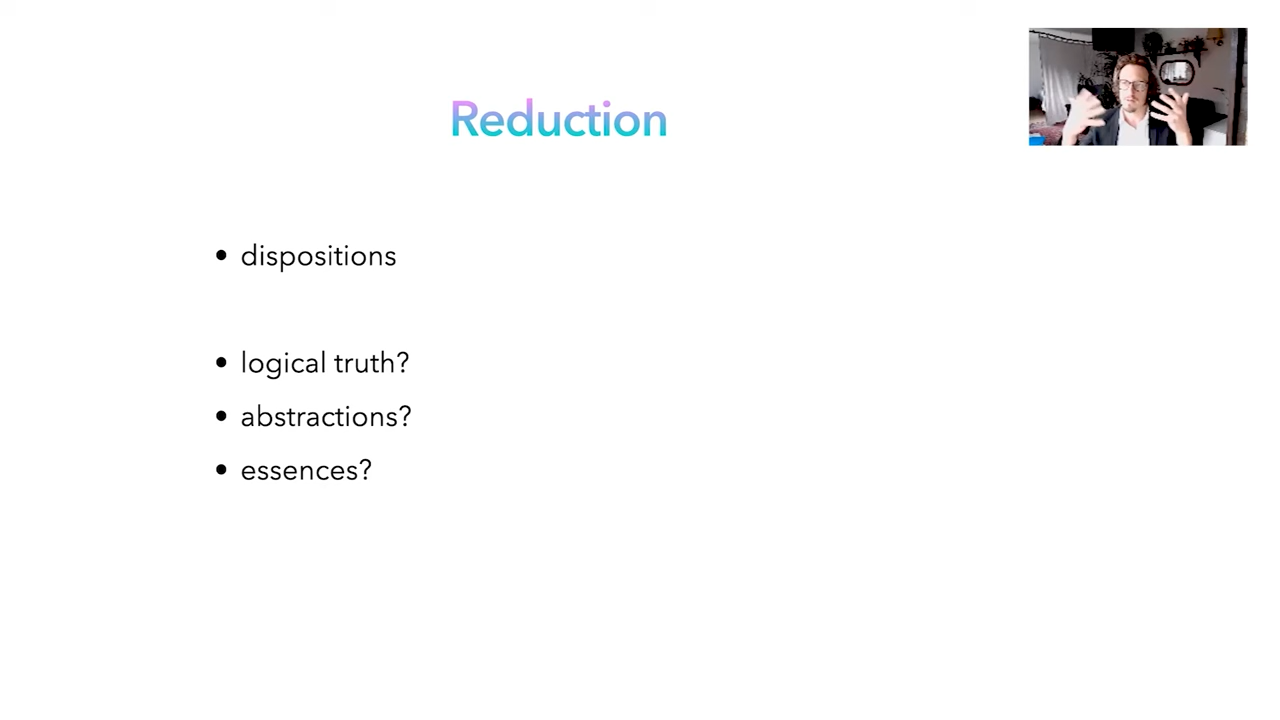 Reduction
• dispositions
• logical truth?
• abstractions?
• essences?